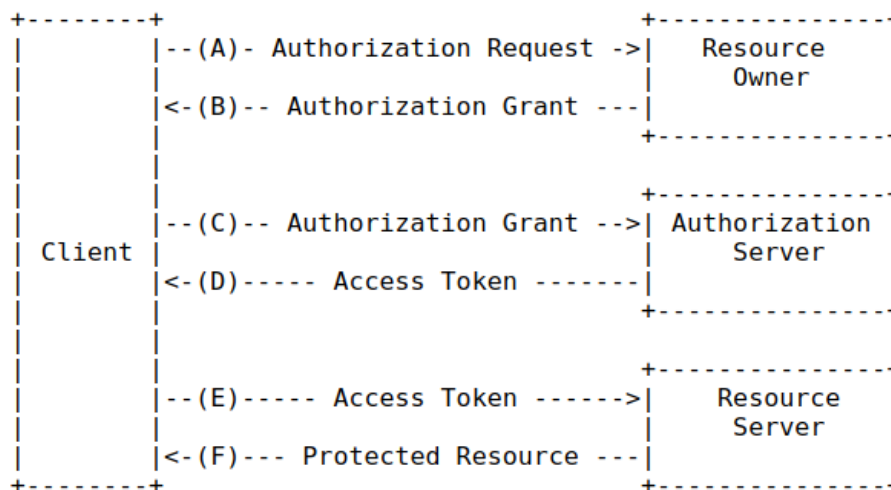 +--------+                               +---------------
|        |--(A)- Authorization Request ->|   Resource
|        |                               |     Owner
|        |<-(B)-- Authorization Grant ---|
|        |                               +---------------
|        |
|        |                               +---------------
|        |--(C)-- Authorization Grant -->| Authorization
| Client |                               |     Server
|        |<-(D)----- Access Token -------|
|        |                               +---------------
|        |
|        |                               +---------------
|        |--(E)----- Access Token ------>|    Resource
|        |                               |     Server
|        |<-(F)--- Protected Resource ---|
+--------+                               +---------------